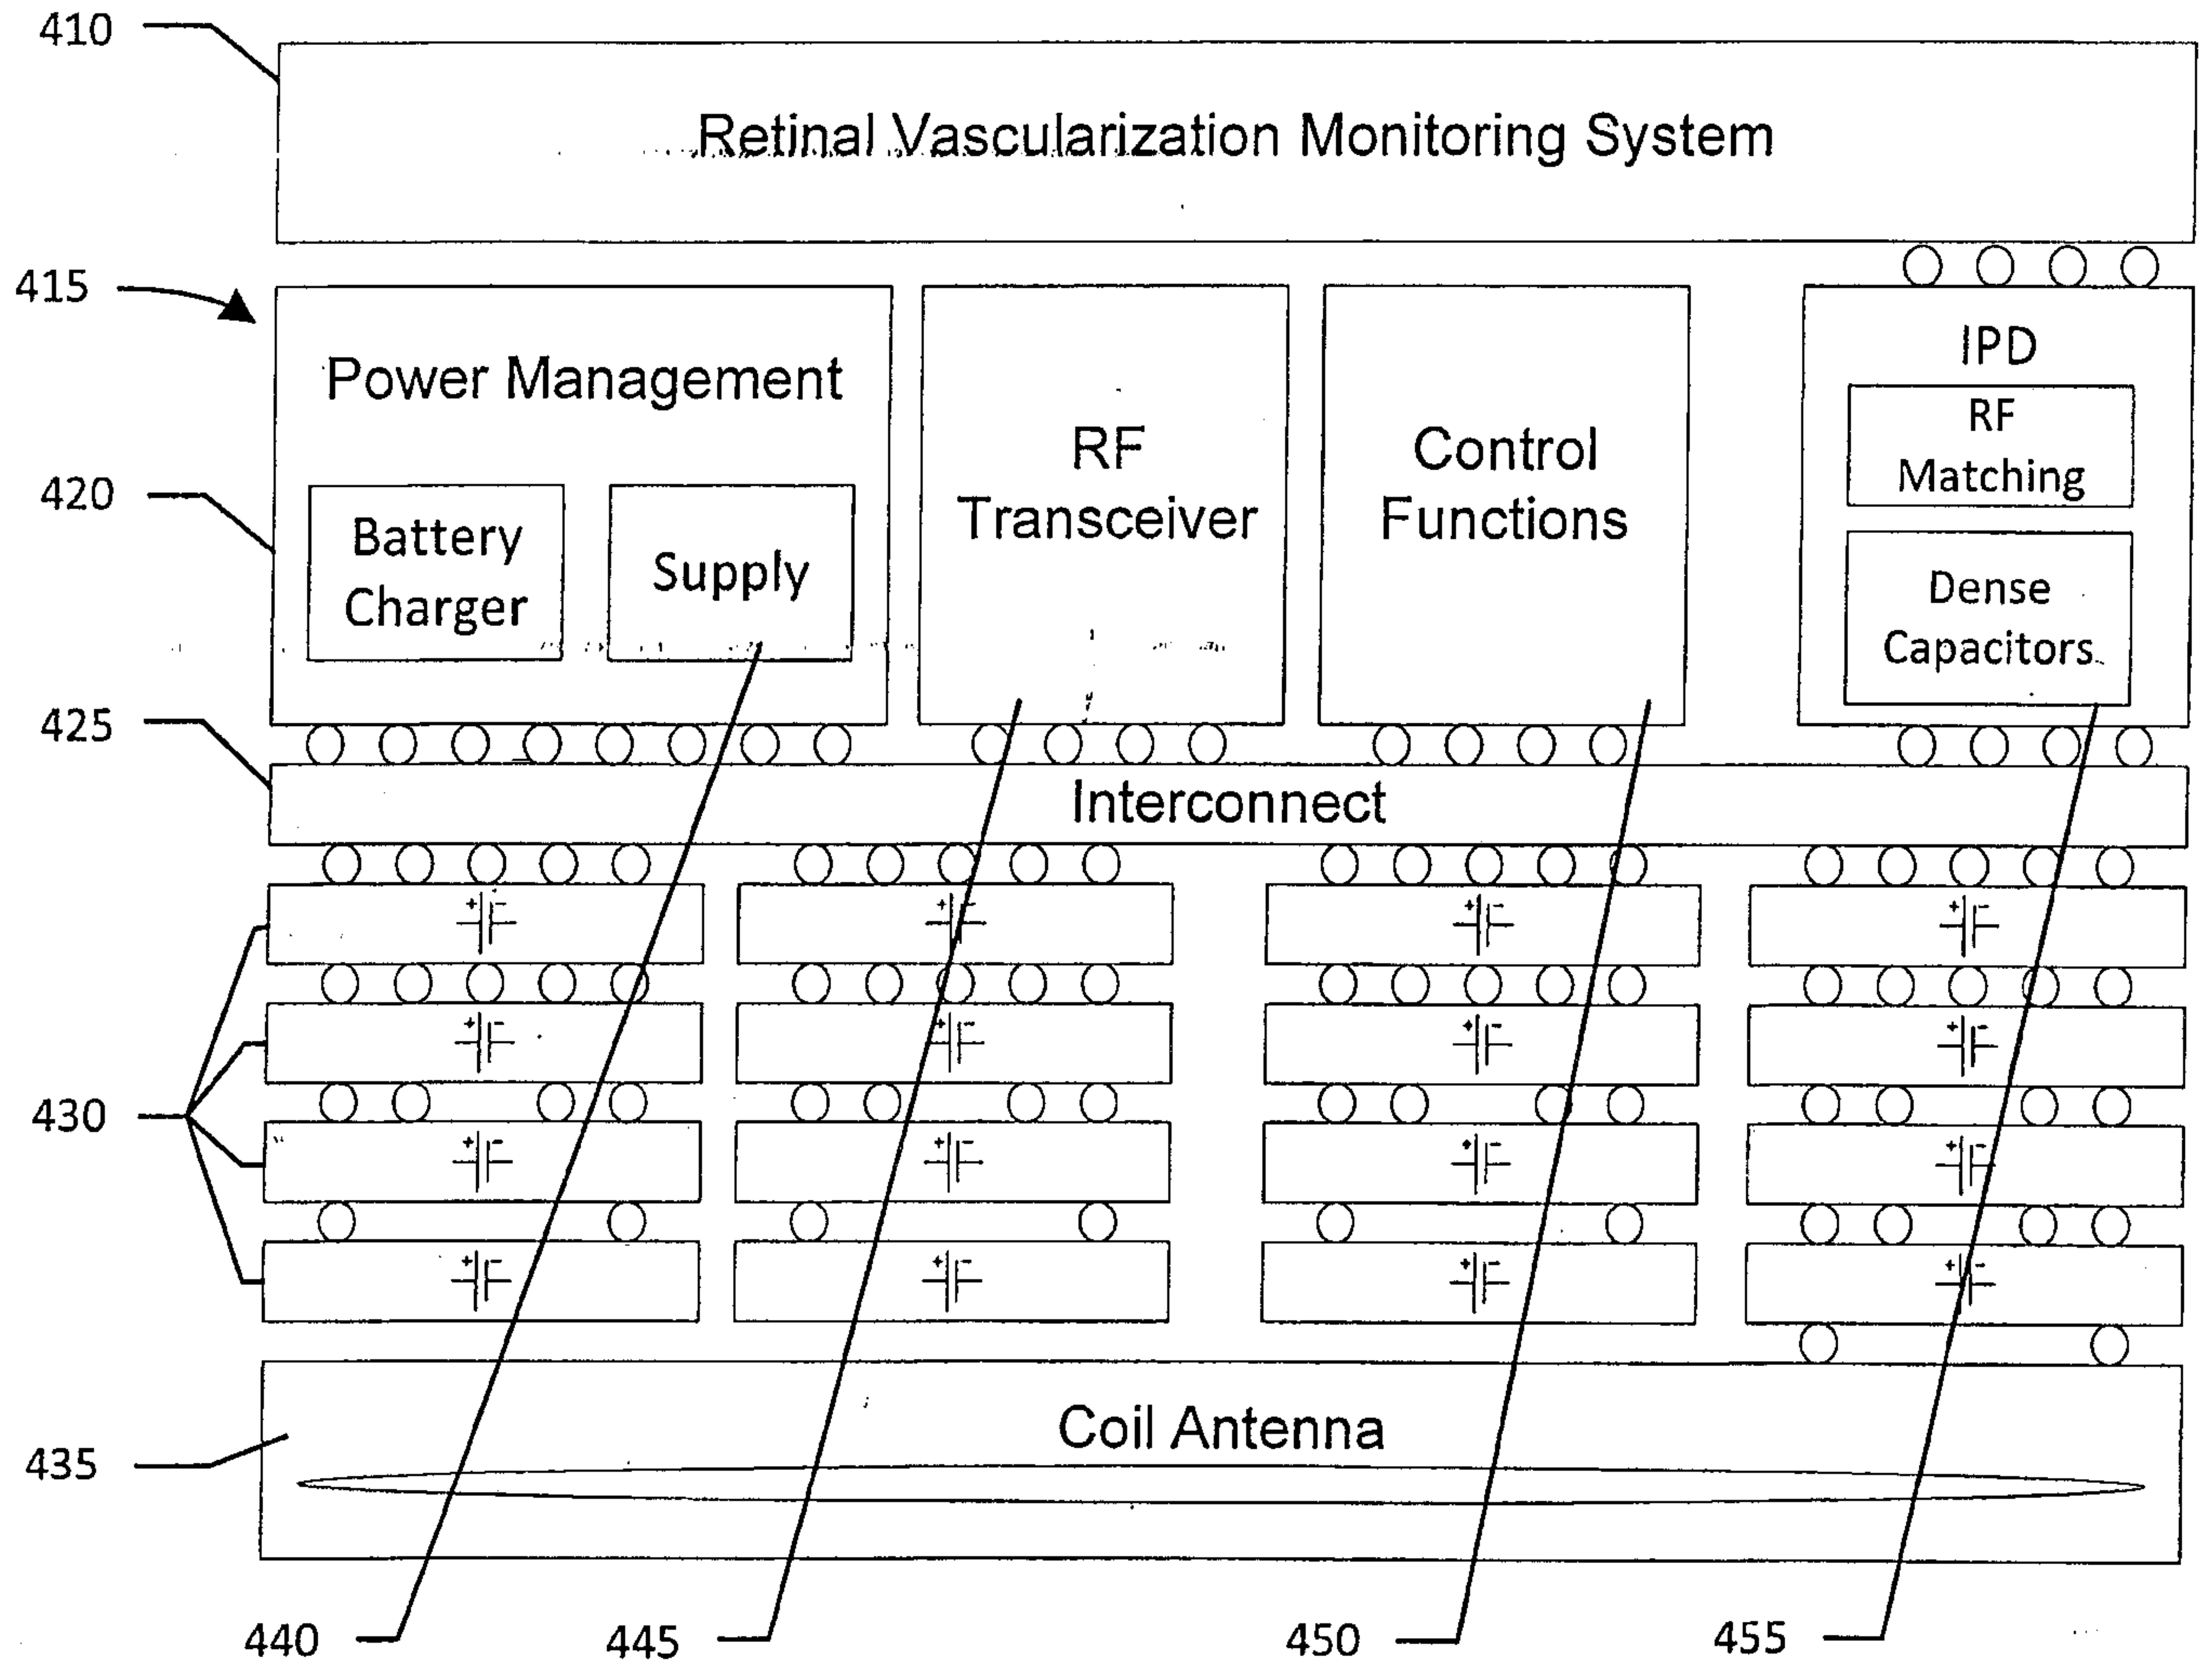 410
Retinal Vascularization Monitoring System
415
Power Management
Battery
Charger
Supply
RF
Transceiver
Control
Functions
IPD
RF
Matching
Dense
Capacitors
420
425
Interconnect
+ -
+ -
+ -
+ -
+ -
+ -
+ -
+ -
430
+ -
+ -
+ -
+ -
+ -
+ -
+ -
+ -
Coil Antenna
435
440
445
450
455